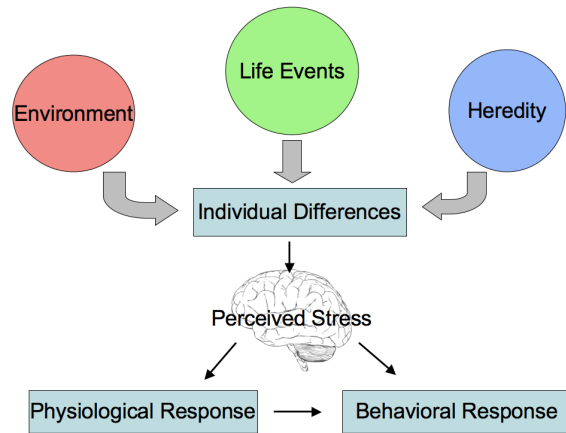 Life Events
Environment
Heredity
Individual Differences
Perceived Stress
Physiological Response
Behavioral Response